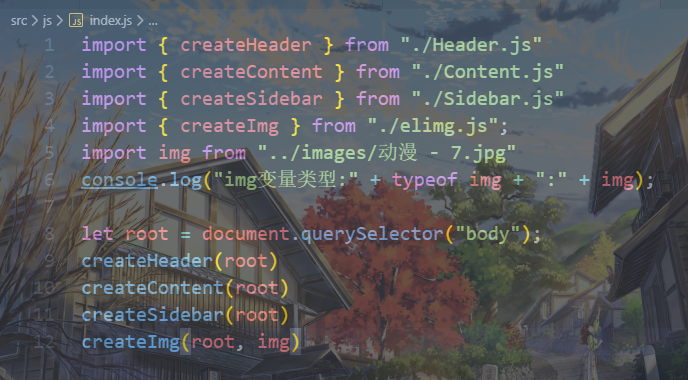 src > js > JS index.js > ...
1 import { createHeader } from "./Header.js"
2 import { createContent } from "./Content.js"
3 import { createSidebar } from "./Sidebar.js"
4 import { createImg } from "./elimg.js";
5 import img from "../images/动漫 - 7.jpg"
6 console.log("img变量类型:" + typeof img + ":" + img);
7
8 let root = document.querySelector("body");
9 createHeader(root)
10 createContent(root)
11 createSidebar(root)
12 createImg(root, img)